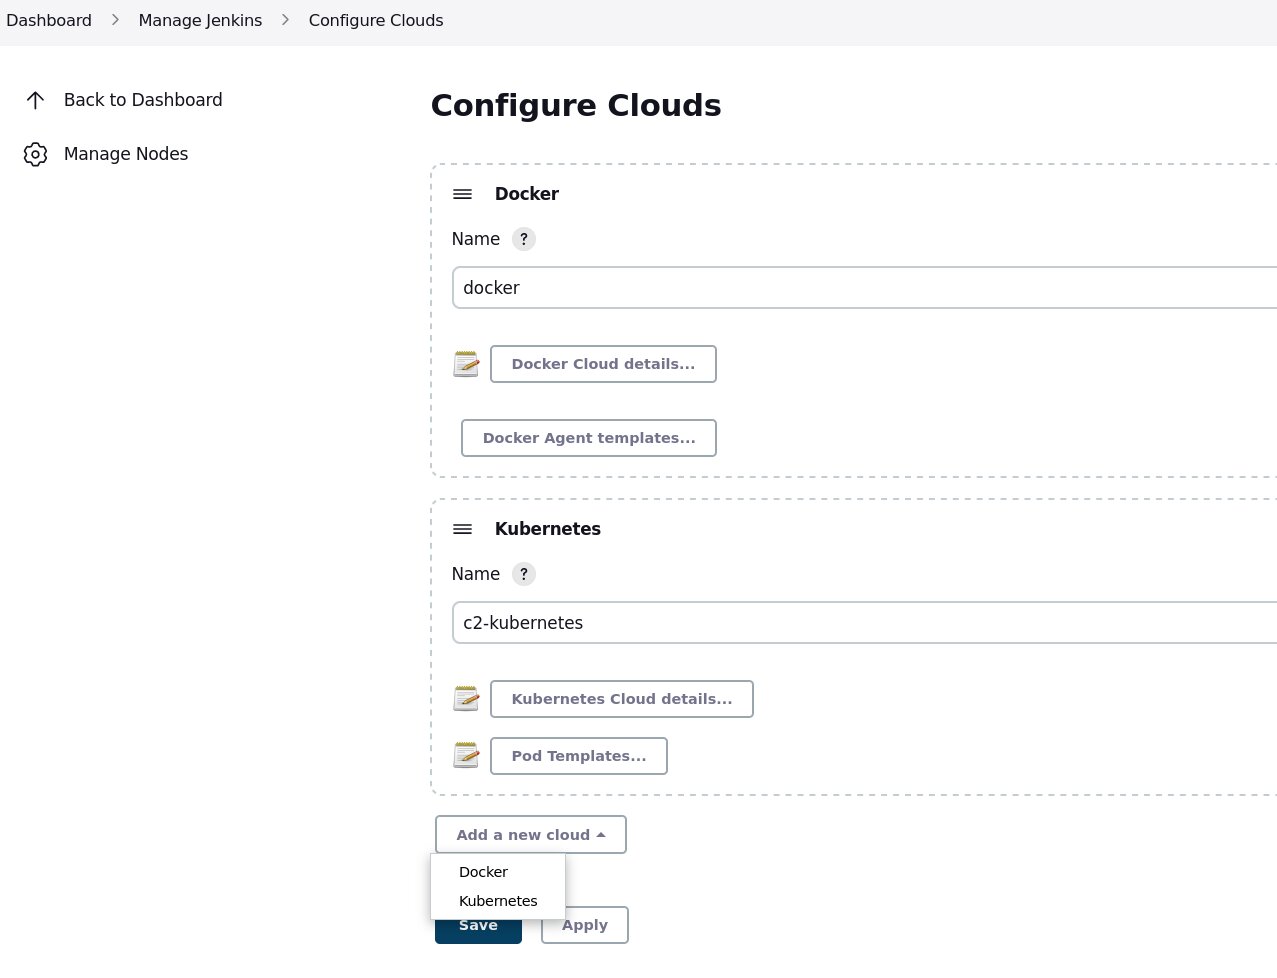 Dashboard > Manage Jenkins > Configure Clouds
Back to Dashboard
Manage Nodes
Configure Clouds
Docker
Name ?
docker
Docker Cloud details...
Docker Agent templates...
Kubernetes
Name ?
c2-kubernetes
Kubernetes Cloud details...
Pod Templates...
Add a new cloud
Docker
Kubernetes
Save Apply